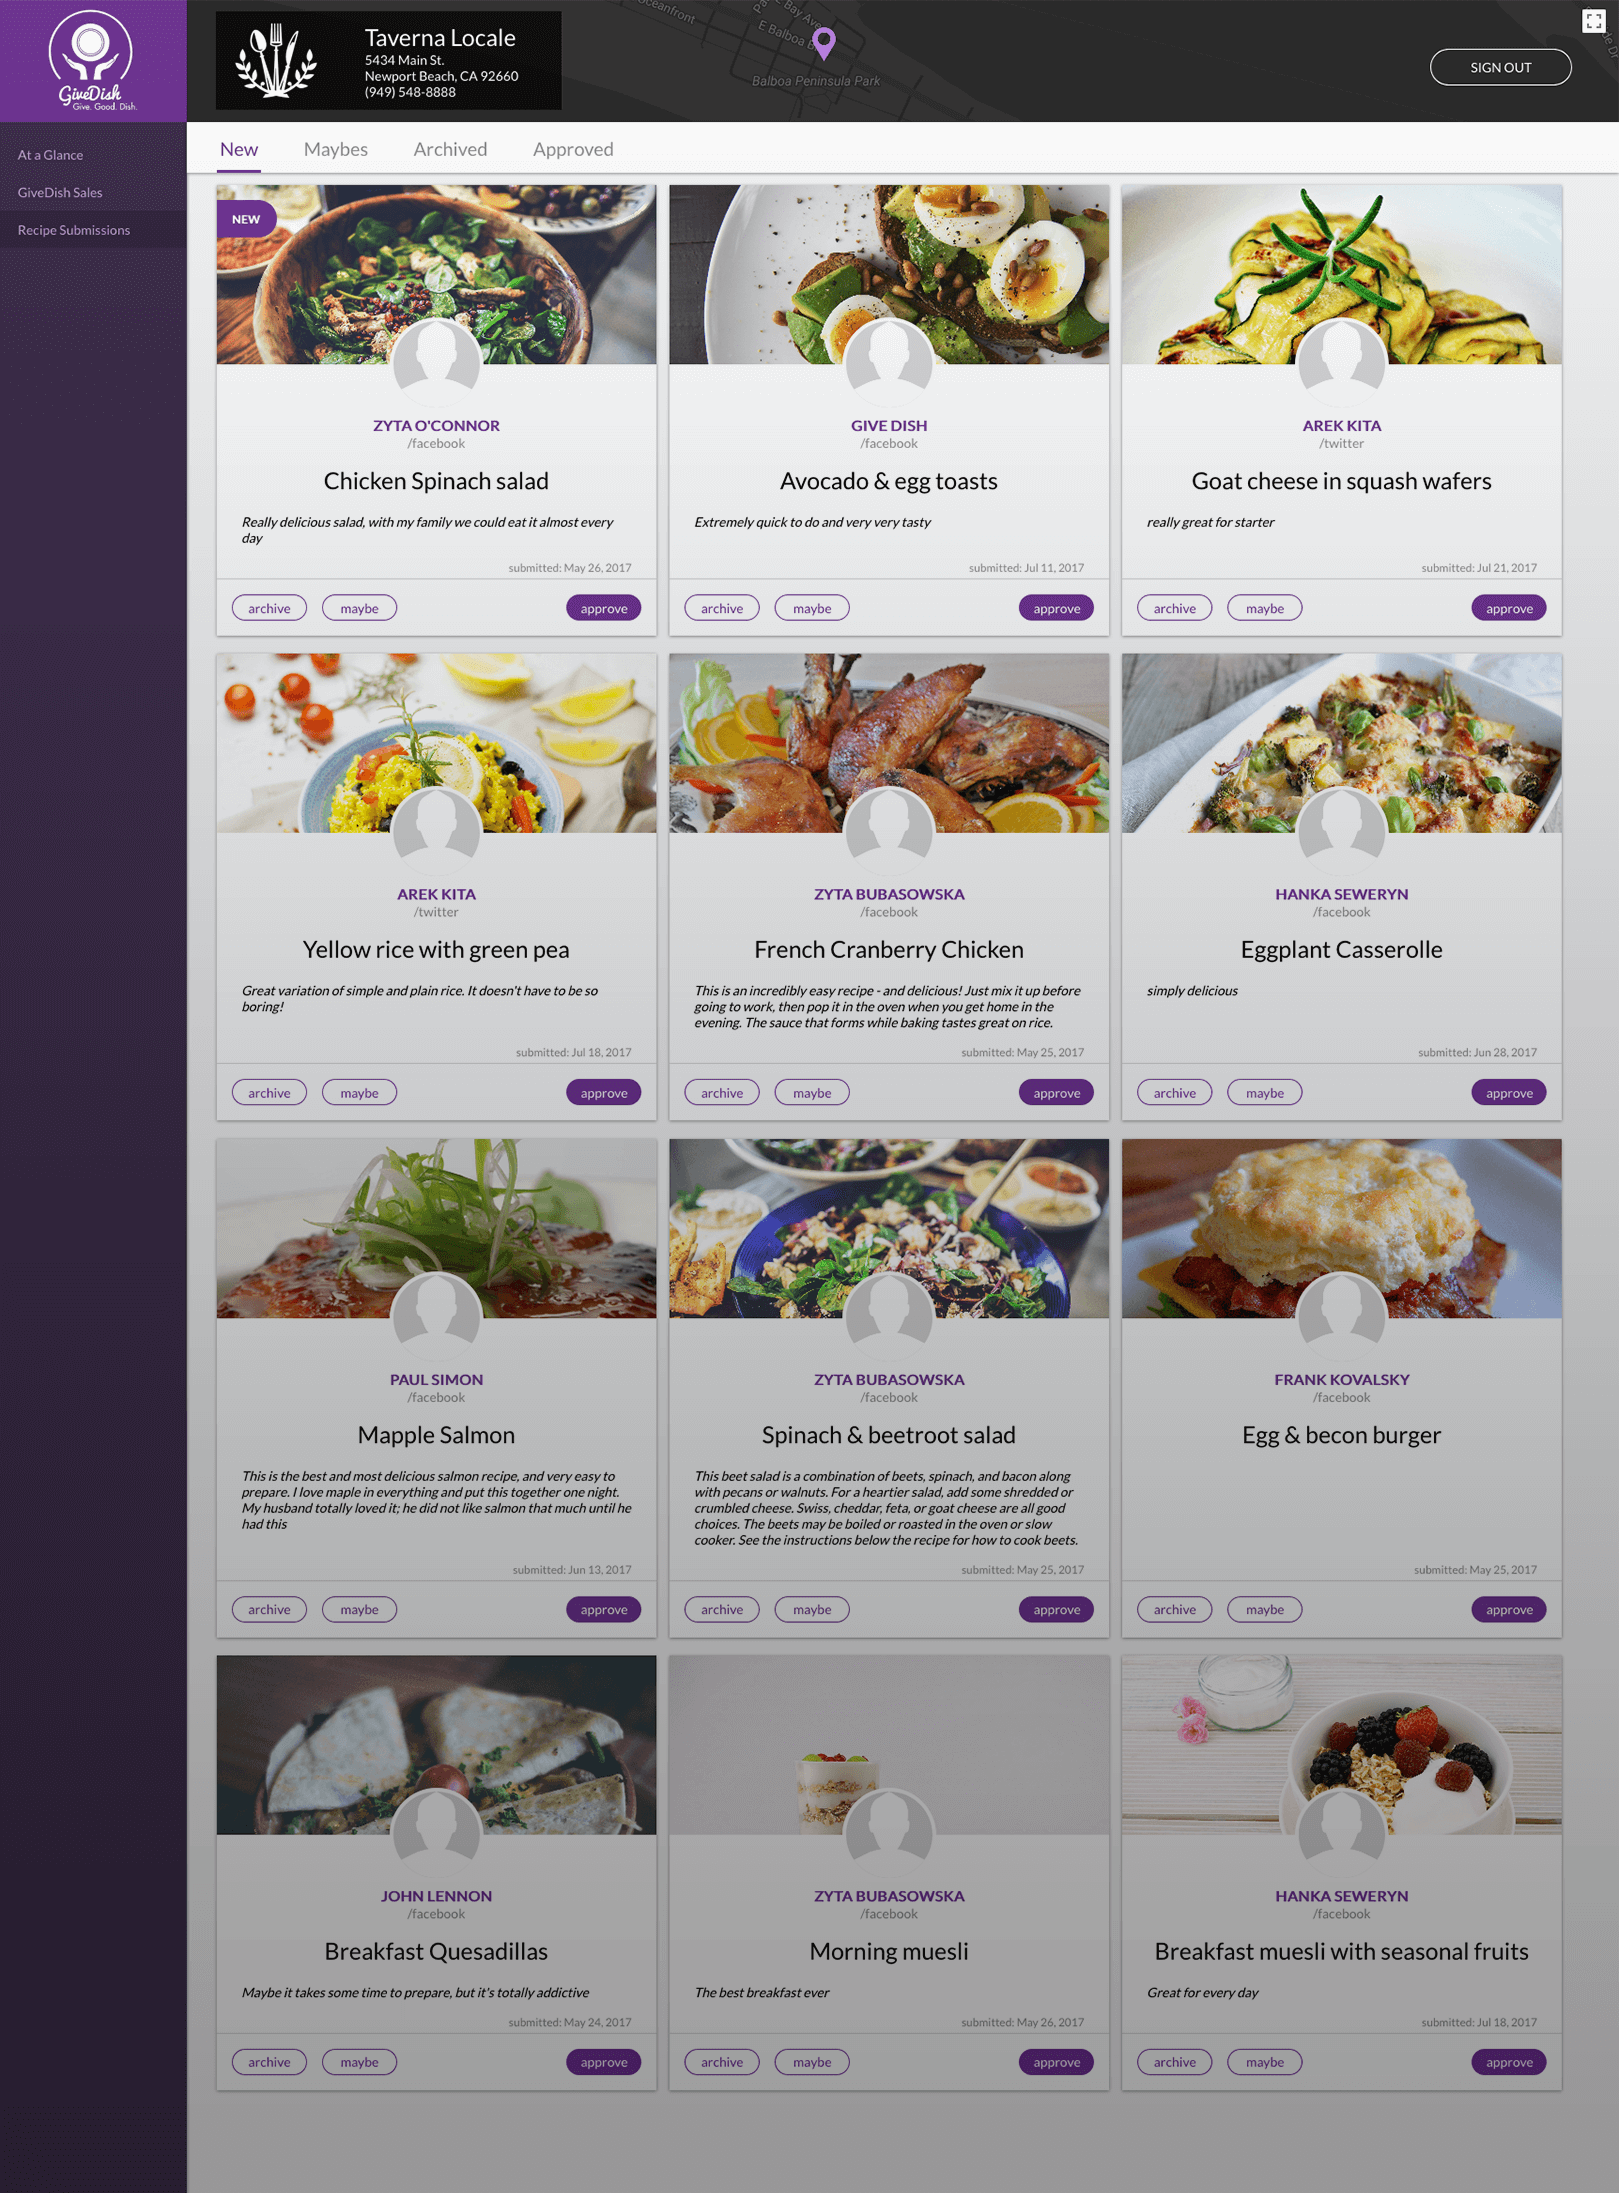 GiveDish
Give. Good. Dish.
At a Glance
GiveDish Sales
Recipe Submissions
Taverna Locale
5434 Main St.
Newport Beach, CA 92660
(949) 548-8888
Oceanfront
E Balboa
Bay Ave
Balboa Peninsula Park
SIGN OUT
New
Maybes
Archived
Approved
NEW
ZYTA O'CONNOR
/facebook
Chicken Spinach salad
Really delicious salad, with my family we could eat it almost every
day
submitted: May 26, 2017
archive
maybe
approve
GIVE DISH
/facebook
Avocado & egg toasts
Extremely quick to do and very very tasty
submitted: Jul 11, 2017
archive
maybe
approve
AREK KITA
/twitter
Goat cheese in squash wafers
really great for starter
submitted: Jul 21, 2017
archive
maybe
approve
AREK KITA
/twitter
Yellow rice with green pea
Great variation of simple and plain rice. It doesn't have to be so
boring!
submitted: Jul 18, 2017
archive
maybe
approve
ZYTA BUBASOWSKA
/facebook
French Cranberry Chicken
This is an incredibly easy recipe - and delicious! Just mix it up before
going to work, then pop it in the oven when you get home in the
evening. The sauce that forms while baking tastes great on rice.
submitted: May 25, 2017
archive
maybe
approve
HANKA SEWERYN
/facebook
Eggplant Casserolle
simply delicious
submitted: Jun 28, 2017
archive
maybe
approve
PAUL SIMON
/facebook
Mapple Salmon
This is the best and most delicious salmon recipe, and very easy to
prepare. I love maple in everything and put this together one night.
My husband totally loved it; he did not like salmon that much until he
had this
submitted: Jun 13, 2017
archive
maybe
approve
ZYTA BUBASOWSKA
/facebook
Spinach & beetroot salad
This beet salad is a combination of beets, spinach, and bacon along
with pecans or walnuts. For a heartier salad, add some shredded or
crumbled cheese. Swiss, cheddar, feta, or goat cheese are all good
choices. The beets may be boiled or roasted in the oven or slow
cooker. See the instructions below the recipe for how to cook beets.
submitted: May 25, 2017
archive
maybe
approve
FRANK KOVALSKY
/facebook
Egg & becon burger
submitted: May 25, 2017
archive
maybe
approve
JOHN LENNON
/facebook
Breakfast Quesadillas
Maybe it takes some time to prepare, but it's totally addictive
submitted: May 24, 2017
archive
maybe
approve
ZYTA BUBASOWSKA
/facebook
Morning muesli
The best breakfast ever
submitted: May 26, 2017
archive
maybe
approve
HANKA SEWERYN
/facebook
Breakfast muesli with seasonal fruits
Great for every day
submitted: Jul 18, 2017
archive
maybe
approve